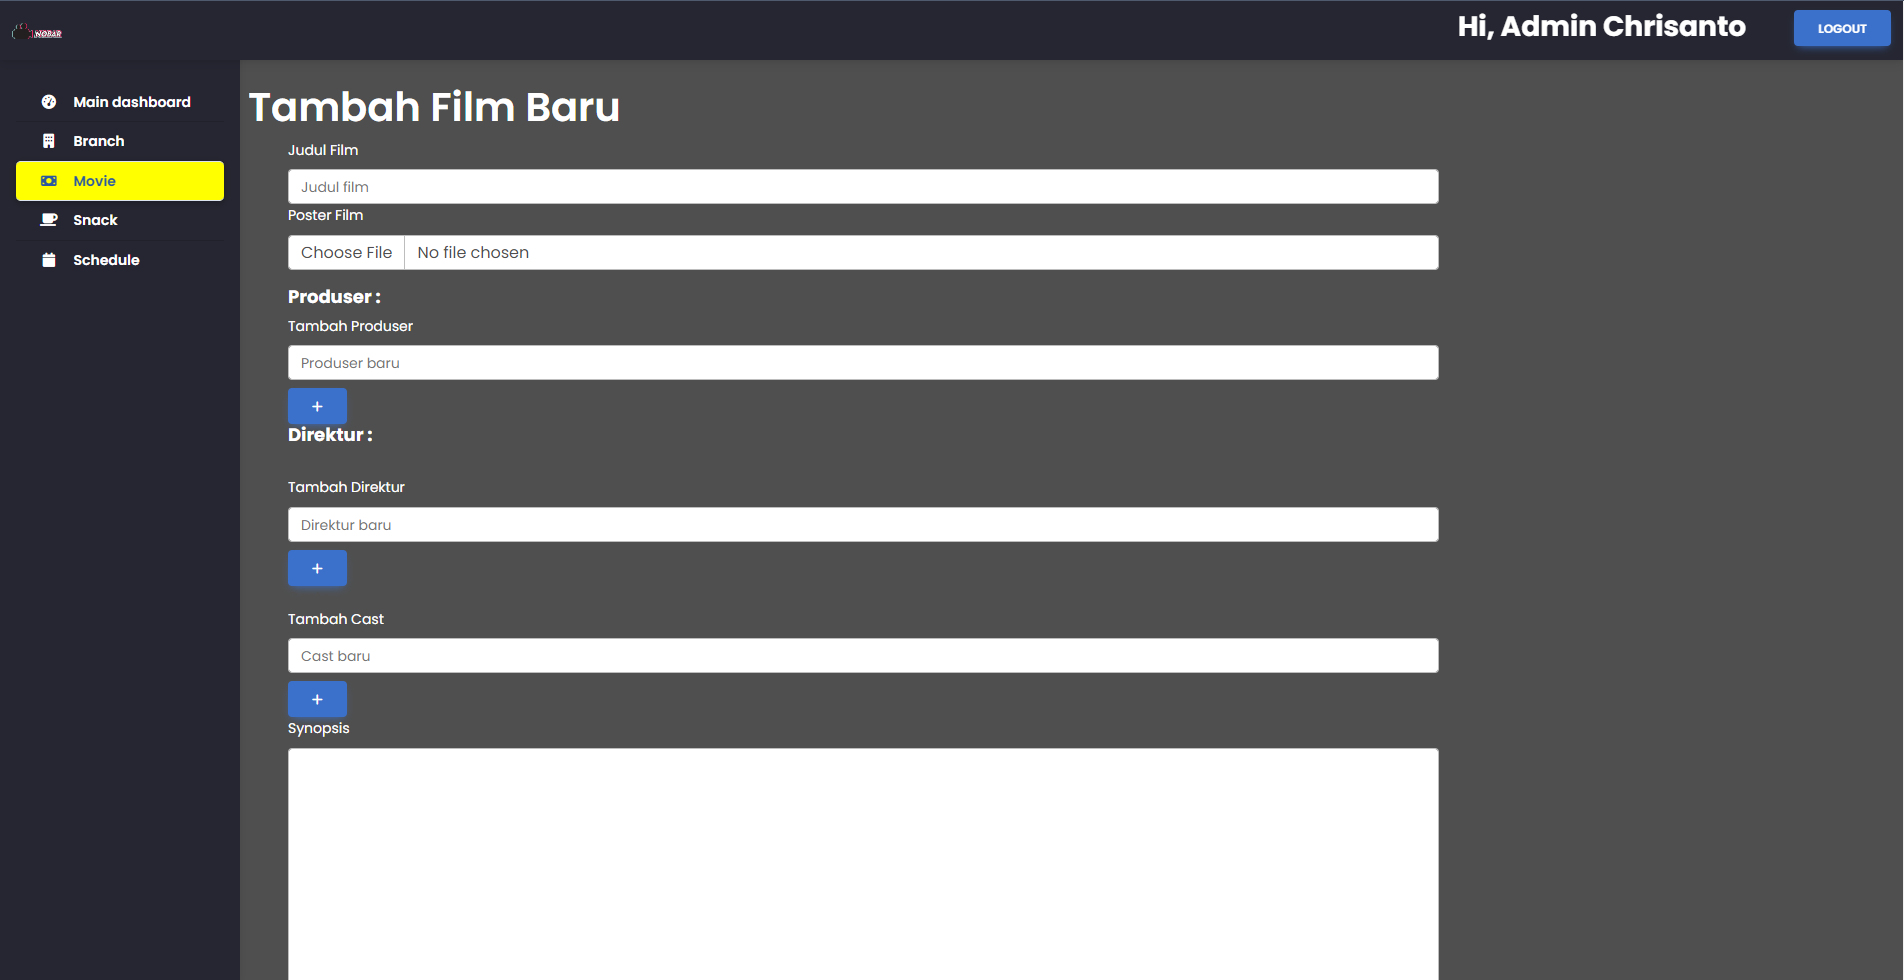 NOBAR
Hi, Admin Chrisanto
LOGOUT
Main dashboard
Branch
Movie
Snack
Schedule
Tambah Film Baru
Judul Film
Judul film
Poster Film
Choose File No file chosen
Produser :
Tambah Produser
Produser baru
+
Direktur :
Tambah Direktur
Direktur baru
+
Tambah Cast
Cast baru
+
Synopsis